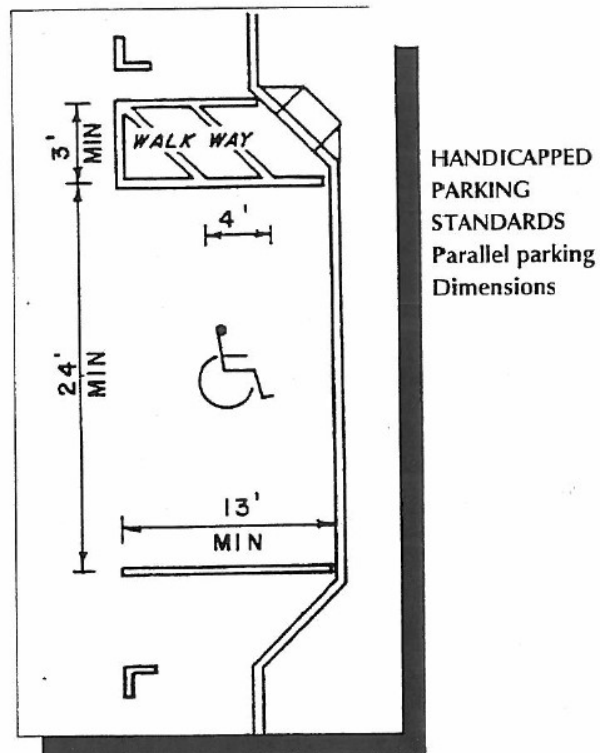 3'
MIN
WALK WAY
4'
24'
MIN
13'
MIN
HANDICAPPED
PARKING
STANDARDS
Parallel parking
Dimensions